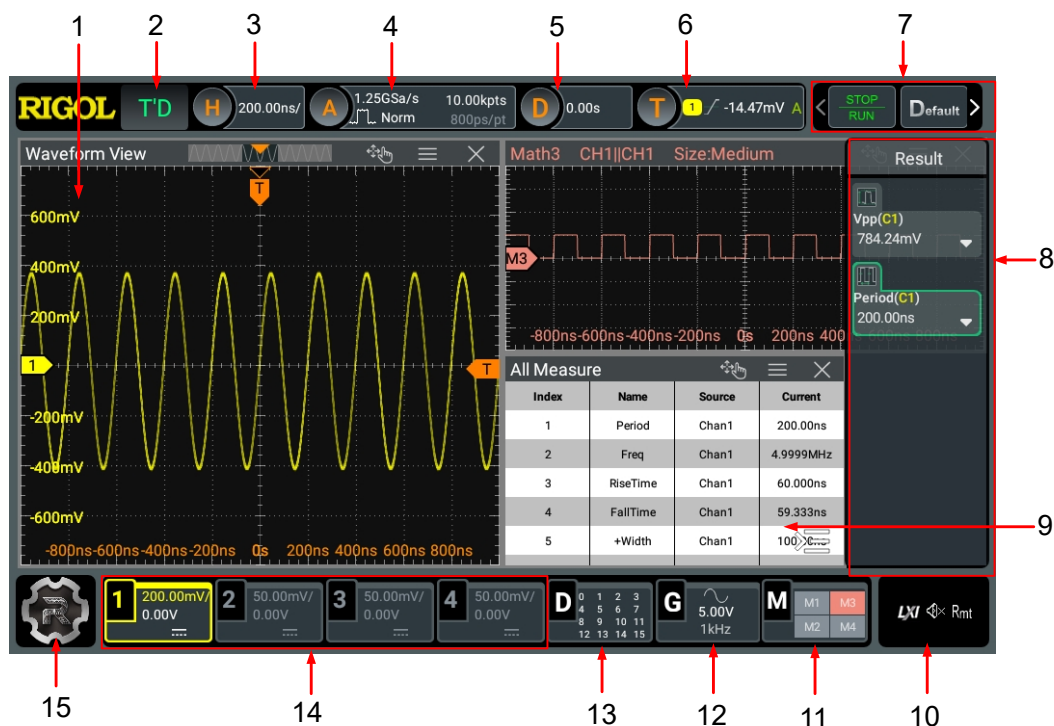 1 2 3 4 5 6 7
RIGOL T'D H 200.00ns/ A 1.25GSa/s 10.00kpts D 0.00s T 1 -14.47mV A < STOP Default >
Norm 800ps/pt RUN
Waveform View
T
600mV
400mV
200mV
1
T
-200mV
-400mV
-600mV
-800ns-600ns-400ns-200ns 0s 200ns 400ns 600ns 800ns
Math3 CH1||CH1 Size:Medium
M3
-800ns-600ns-400ns-200ns 0s 200ns 400
Result
Vpp(C1)
784.24mV
Period(C1)
200.00ns
8
All Measure
Index Name Source Current
1 Period Chan1 200.00ns
2 Freq Chan1 4.9999MHz
3 RiseTime Chan1 60.000ns
4 FallTime Chan1 59.333ns
5 +Width Chan1
9
R
1 200.00mV/
0.00V
2 50.00mV/
0.00V
3 50.00mV/
0.00V
4 50.00mV/
0.00V
D 0 1 2 3
4 5 6 7
8 9 10 11
12 13 14 15
G 5.00V
1kHz
M M1 M3
M2 M4
LXI Rmt
15 14 13 12 11 10